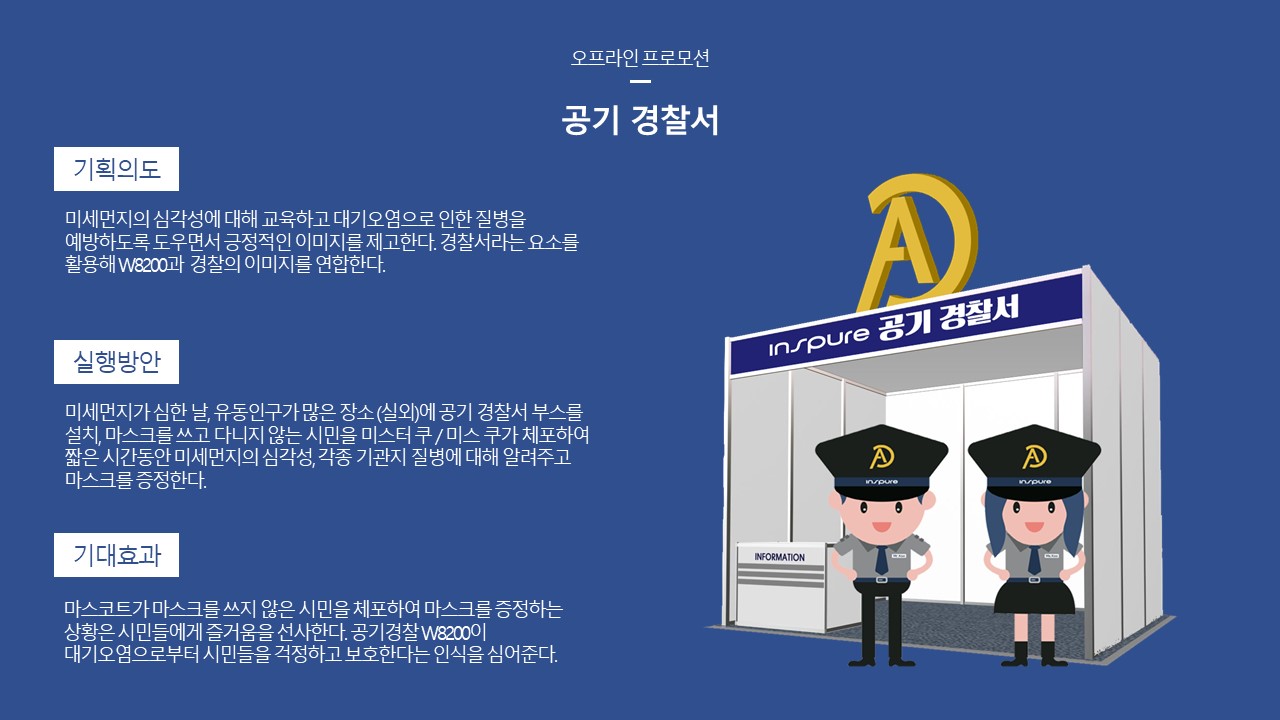 오프라인 프로모션
공기 경찰서
기획의도
미세먼지의 심각성에 대해 교육하고 대기오염으로 인한 질병을
예방하도록 도우면서 긍정적인 이미지를 제고한다. 경찰서라는 요소를
활용해 W8200과 경찰의 이미지를 연합한다.
실행방안
미세먼지가 심한 날, 유동인구가 많은 장소 (실외)에 공기 경찰서 부스를
설치, 마스크를 쓰고 다니지 않는 시민을 미스터 쿠 / 미스 쿠가 체포하여
짧은 시간동안 미세먼지의 심각성, 각종 기관지 질병에 대해 알려주고
마스크를 증정한다.
기대효과
마스코트가 마스크를 쓰지 않은 시민을 체포하여 마스크를 증정하는
상황은 시민들에게 즐거움을 선사한다. 공기경찰 W8200이
대기오염으로부터 시민들을 걱정하고 보호한다는 인식을 심어준다.
inspure 공기 경찰서
inspure
inspure
INFORMATION